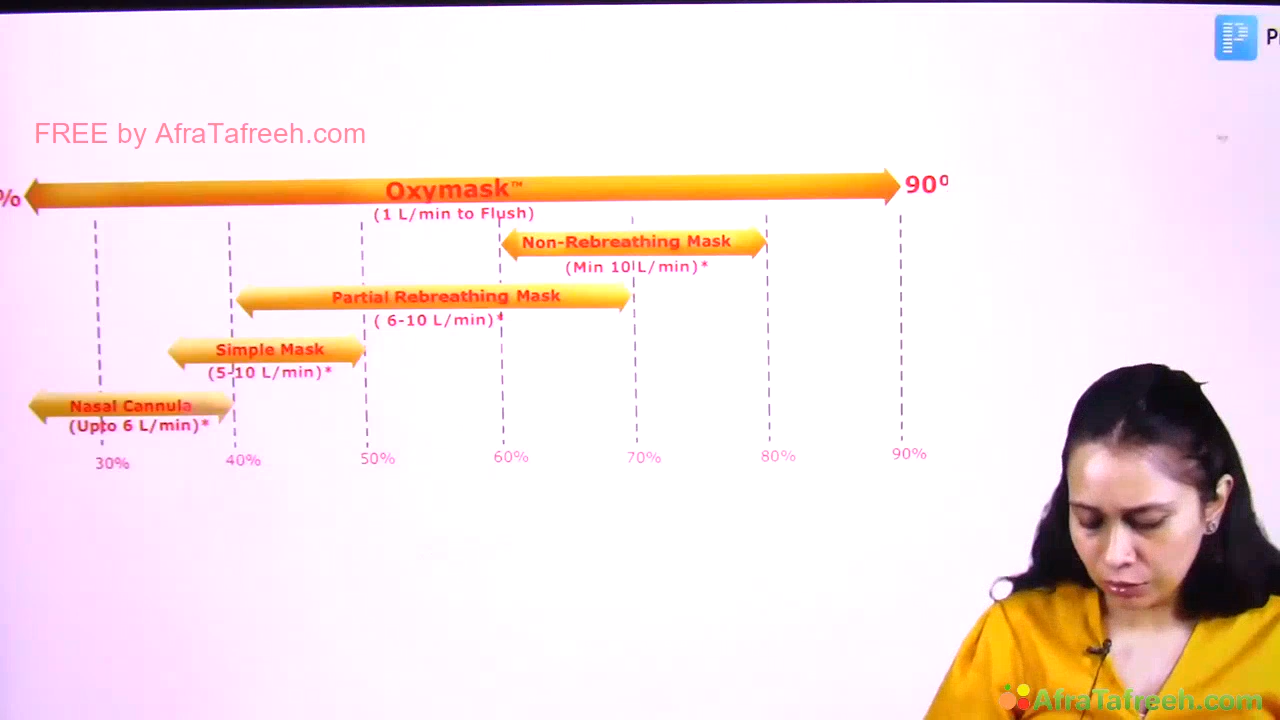 P
FREE by AfraTafreeh.com
%
Oxymask™
90
(1 L/min to Flush)
Non-Rebreathing Mask
(Min 10 L/min)*
Partial Rebreathing Mask
( 6-10 L/min)*
Simple Mask
(5-10 L/min)*
Nasal Cannula
(Upto 6 L/min)*
30%
40%
50%
60%
70%
80%
90%
AfraTafreeh.com